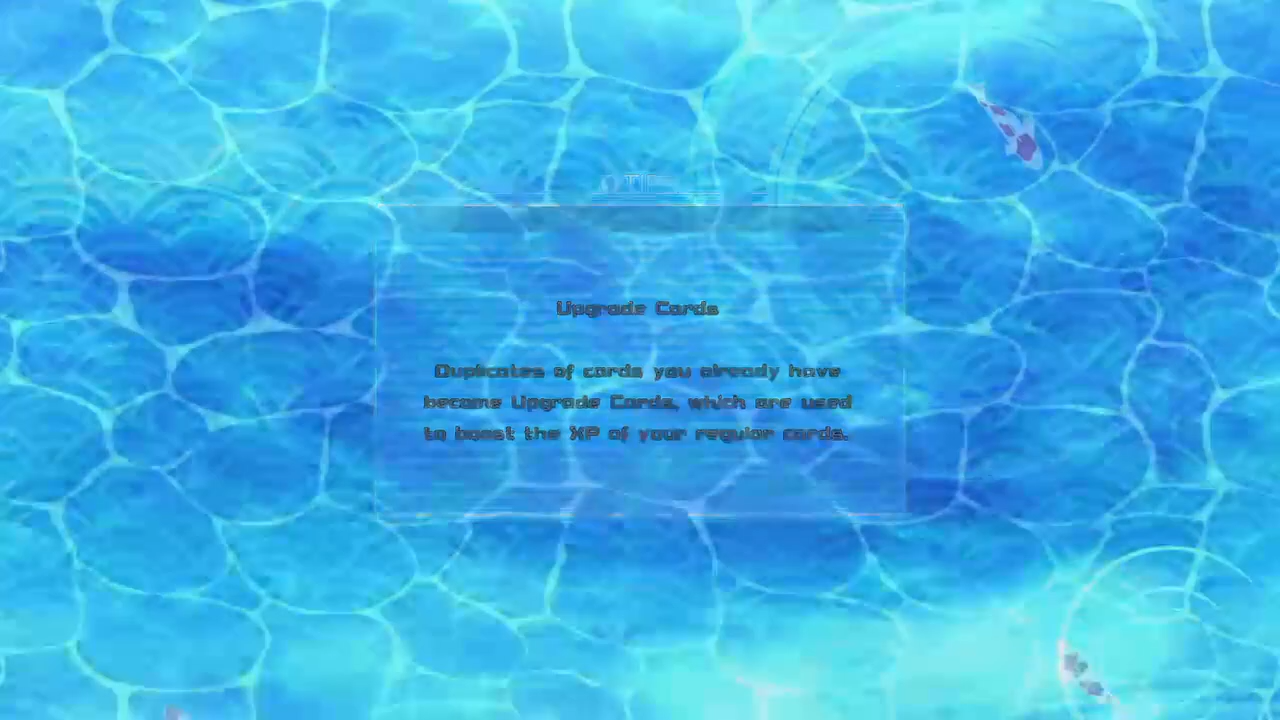 Upgrade Cards
Duplicates of cards you already have
become Upgrade Cards, which are used
to boost the XP of your regular cards.